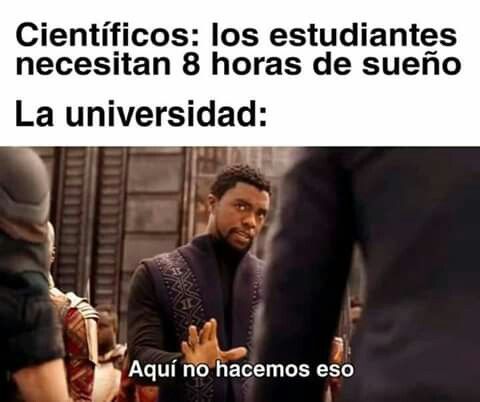 Científicos: los estudiantes
necesitan 8 horas de sueño
La universidad:
Aquí no hacemos eso